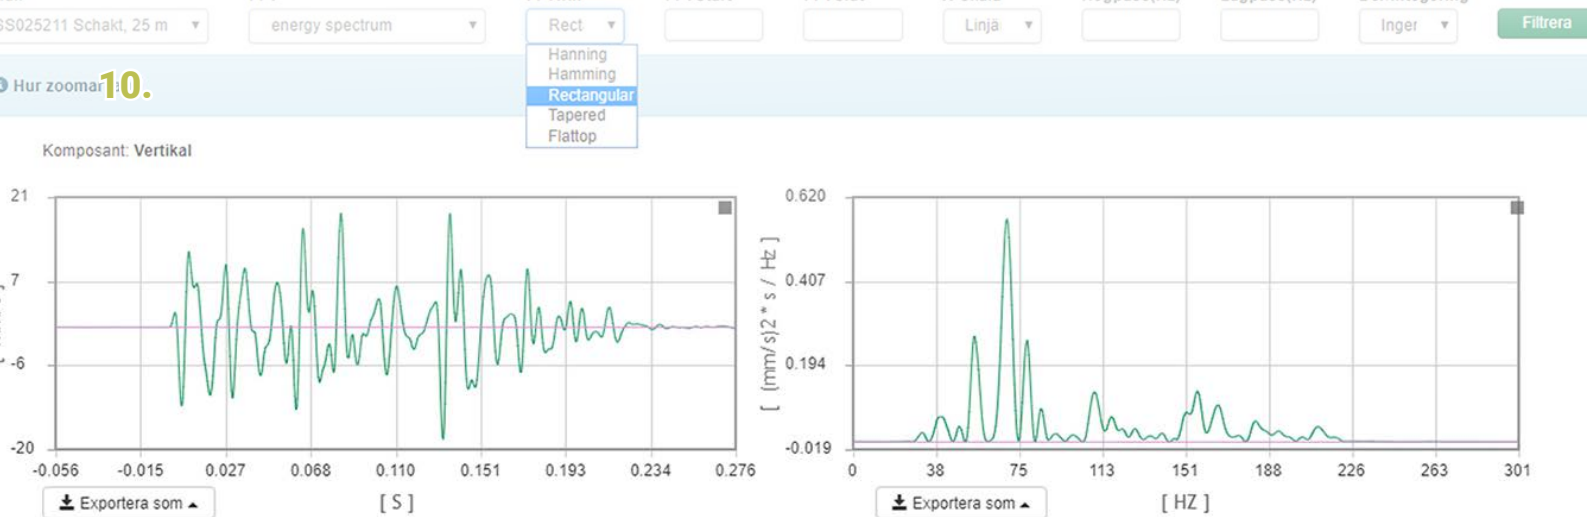 SS025211 Schakt, 25 m ▼
energy spectrum ▼
Rect ▼
Linjä ▼
Inger ▼
Filtrera
Hanning
Hamming
Rectangular
Tapered
Flattop
Hur zoomar
10.
Komposant: Vertikal
21
7
-6
-20
-0.056 -0.015 0.027 0.068 0.110 0.151 0.193 0.234 0.276
Exportera som
[ S ]
[ (mm/s)2 * s / Hz ]
0.620
0.407
0.194
-0.019
0 38 75 113 151 188 226 263 301
Exportera som
[ HZ ]